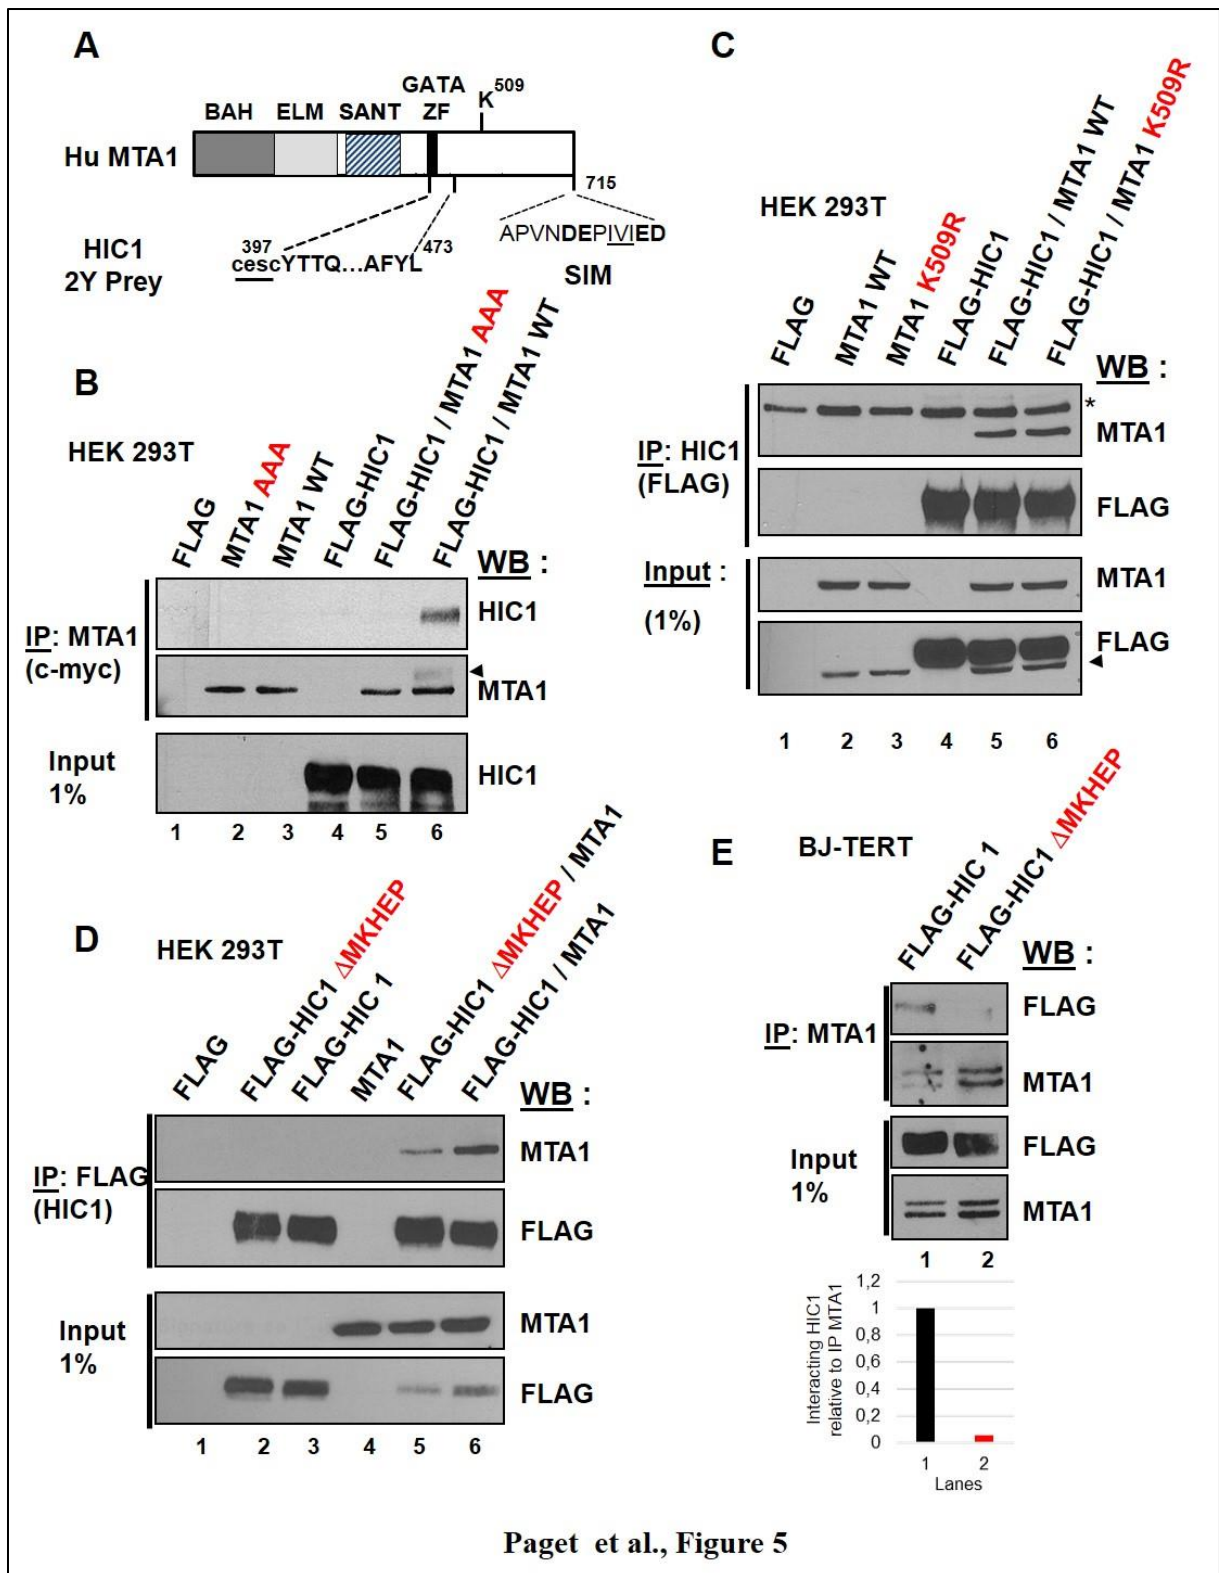 A
GATA
K509
BAH ELM SANT ZF
Hu MTA1
715
APVNDEPIVIED
SIM
HIC1
2Y Prey
397
cescYTTQ...AFYL
473
B
HEK 293T
FLAG
MTA1 AAA
MTA1 WT
FLAG-HIC1
FLAG-HIC1 / MTA1 AAA
FLAG-HIC1 / MTA1 WT
WB :
IP: MTA1
(c-myc)
HIC1
MTA1
Input
1%
HIC1
1 2 3 4 5 6
C
HEK 293T
FLAG
MTA1 WT
MTA1 K509R
FLAG-HIC1
FLAG-HIC1 / MTA1 WT
FLAG-HIC1 / MTA1 K509R
WB :
IP: HIC1
(FLAG)
*
MTA1
FLAG
Input :
(1%)
MTA1
FLAG
1 2 3 4 5 6
D
HEK 293T
FLAG
FLAG-HIC1 ΔMKHEP
FLAG-HIC 1
MTA1
FLAG-HIC1 ΔMKHEP / MTA1
FLAG-HIC1 / MTA1
WB :
IP: FLAG
(HIC1)
MTA1
FLAG
Input
1%
MTA1
FLAG
1 2 3 4 5 6
E
BJ-TERT
FLAG-HIC 1
FLAG-HIC1 ΔMKHEP
WB :
IP: MTA1
FLAG
MTA1
Input
1%
FLAG
MTA1
1 2
Interacting HIC1
relative to IP MTA1
1,2
1
0,8
0,6
0,4
0,2
0
1 2
Lanes
Paget et al., Figure 5